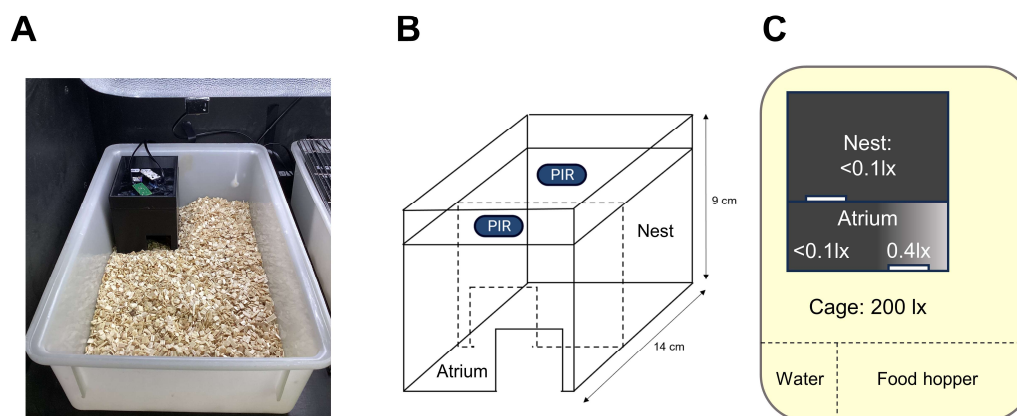 A
B
C
PIR
PIR
Nest
Atrium
9 cm
14 cm
Nest:
<0.1lx
Atrium
<0.1lx 0.4lx
Cage: 200 lx
Water
Food hopper